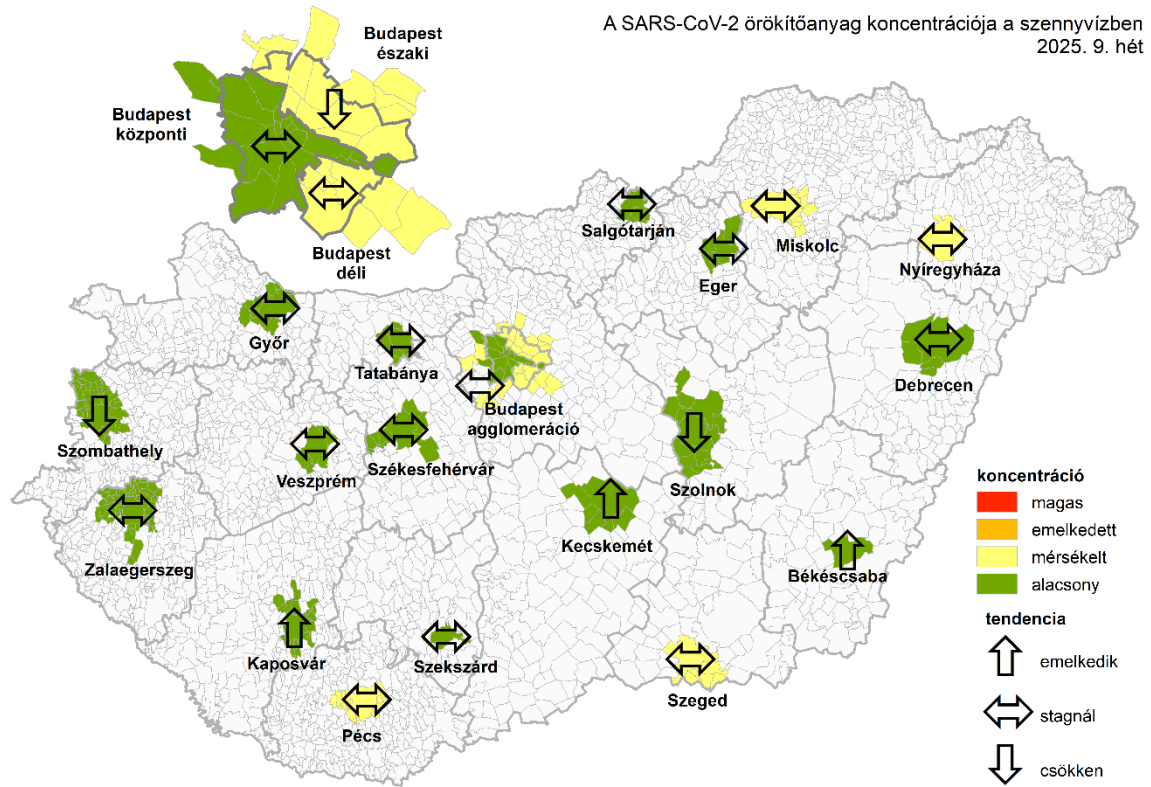 A SARS-CoV-2 örökítőanyag koncentrációja a szennyvízben
2025. 9. hét
Budapest
északi
Budapest
központi
Budapest
déli
Salgótarján
Miskolc
Eger
Nyíregyháza
Győr
Tatabánya
Budapest
agglomeráció
Debrecen
Szombathely
Veszprém
Székesfehérvár
Szolnok
Kecskemét
Zalaegerszeg
Békéscsaba
Kaposvár
Szekszárd
Szeged
Pécs
koncentráció
magas
emelkedett
mérsékelt
alacsony
tendencia
emelkedik
stagnál
csökken